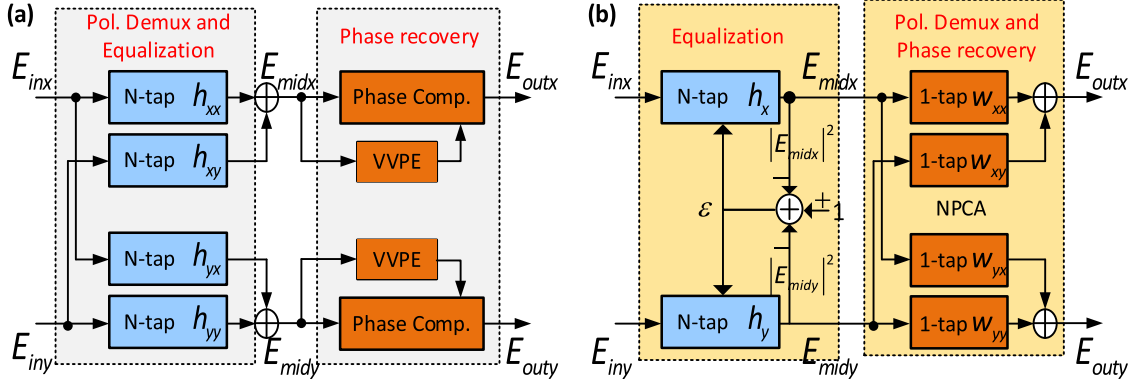 (a)
Pol. Demux and
Equalization
Phase recovery
E_inx
N-tap h_xx
E_midx
Phase Comp.
E_outx
N-tap h_xy
VVPE
N-tap h_yx
VVPE
E_iny
N-tap h_yy
E_midy
Phase Comp.
E_outy
(b)
Equalization
Pol. Demux and
Phase recovery
E_inx
N-tap h_x
E_midx
1-tap w_xx
E_outx
|E_midx|^2
1-tap w_xy
−
ε
+
1
NPCA
−
|E_midy|^2
1-tap w_yx
E_iny
N-tap h_y
E_midy
1-tap w_yy
E_outy